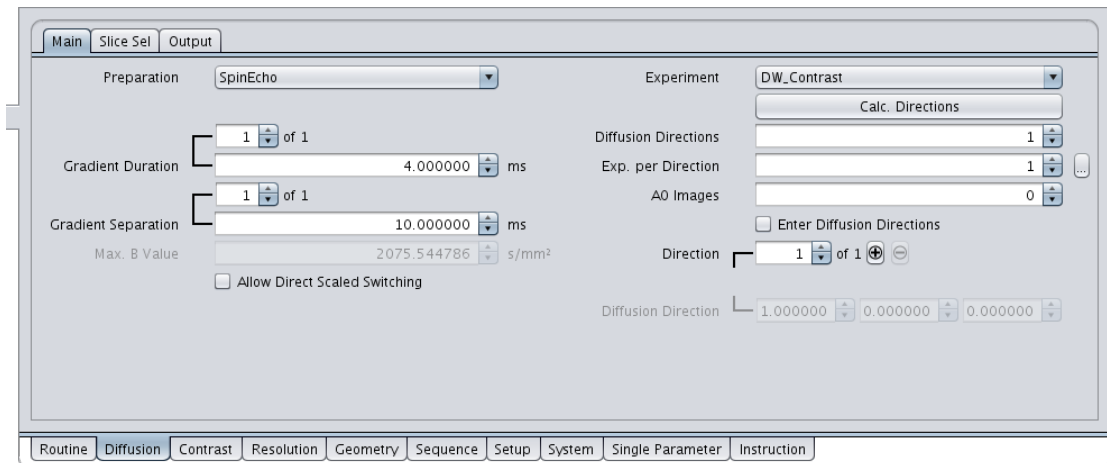 Main Slice Sel Output
Preparation SpinEcho Experiment DW_Contrast
Calc. Directions
1 of 1 Diffusion Directions 1
Gradient Duration 4.000000 ms Exp. per Direction 1 ...
1 of 1 A0 Images 0
Gradient Separation 10.000000 ms Enter Diffusion Directions
Max. B Value 2075.544786 s/mm² Direction 1 of 1
Allow Direct Scaled Switching
Diffusion Direction 1.000000 0.000000 0.000000
Routine Diffusion Contrast Resolution Geometry Sequence Setup System Single Parameter Instruction